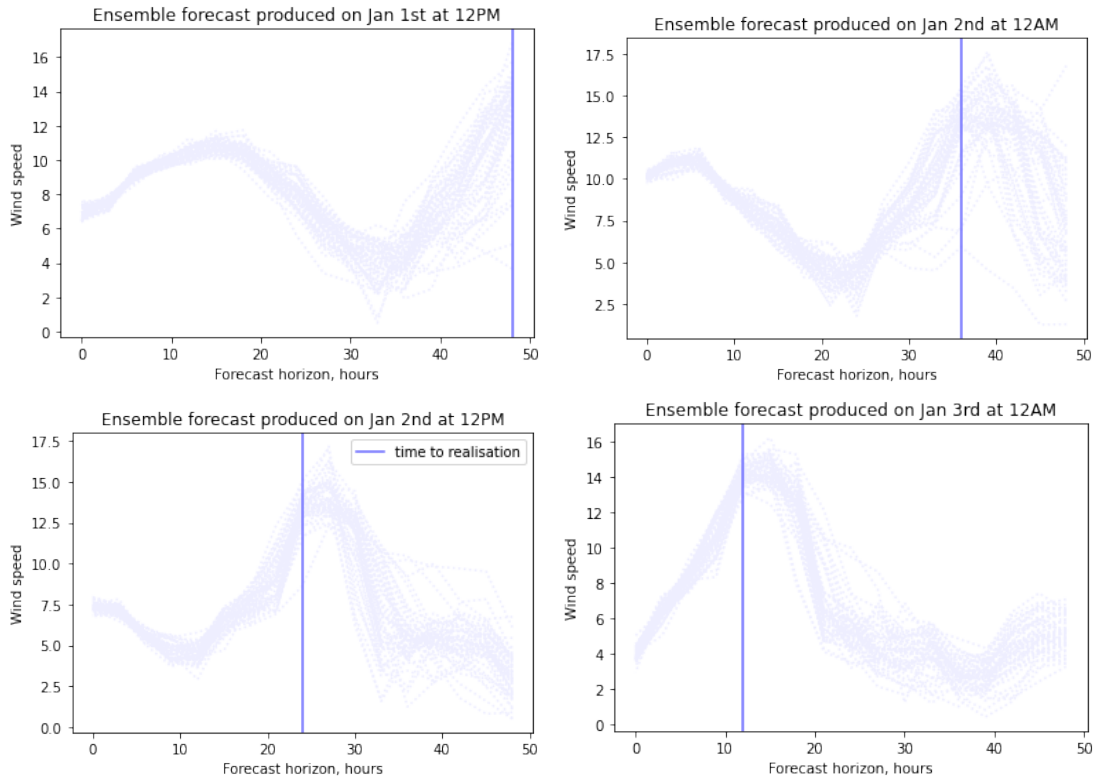 Ensemble forecast produced on Jan 1st at 12PM
16
14
12
10
8
6
4
2
0
Wind speed
0 10 20 30 40 50
Forecast horizon, hours
Ensemble forecast produced on Jan 2nd at 12AM
17.5
15.0
12.5
10.0
7.5
5.0
2.5
Wind speed
0 10 20 30 40 50
Forecast horizon, hours
Ensemble forecast produced on Jan 2nd at 12PM
time to realisation
17.5
15.0
12.5
10.0
7.5
5.0
2.5
0.0
Wind speed
0 10 20 30 40 50
Forecast horizon, hours
Ensemble forecast produced on Jan 3rd at 12AM
16
14
12
10
8
6
4
2
0
Wind speed
0 10 20 30 40 50
Forecast horizon, hours